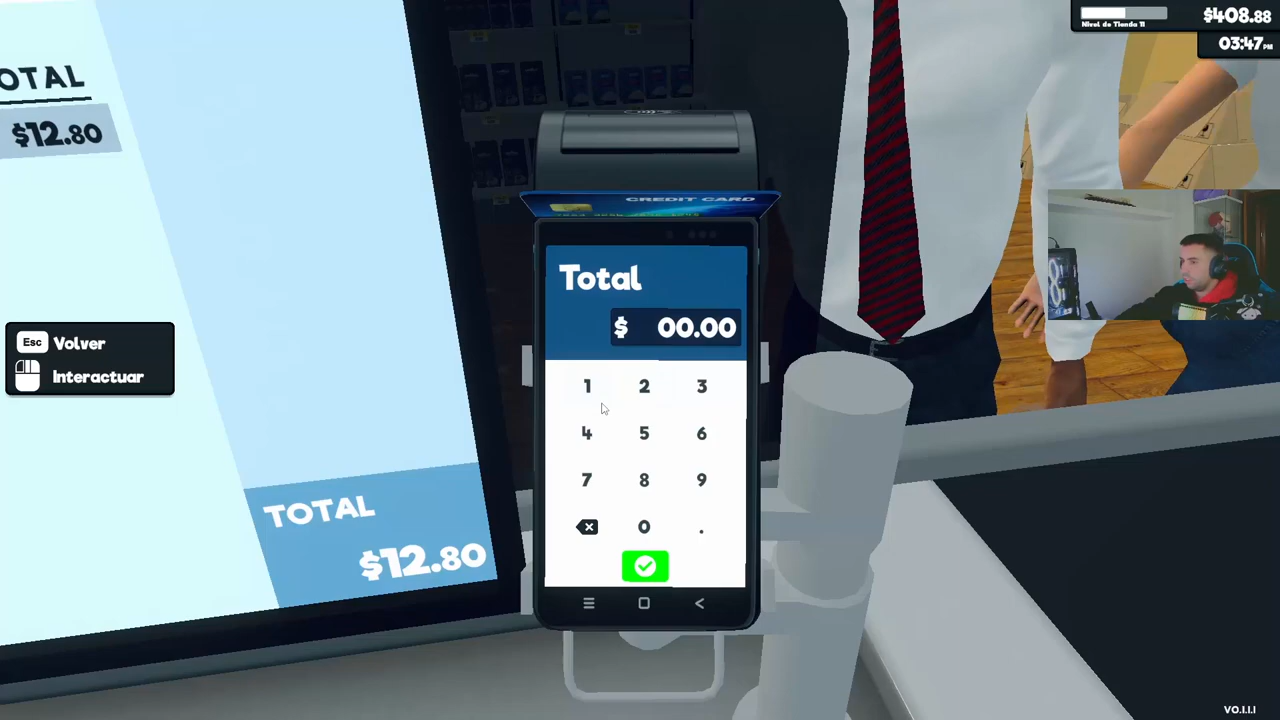 OTAL
$12.80
TOTAL
$12.80
Esc Volver
Interactuar
CREDIT CARD
Total
$ 00.00
1 2 3
4 5 6
7 8 9
0 .
$408.88
Nivel de Tienda 11
03:47PM
V0.1.1.1